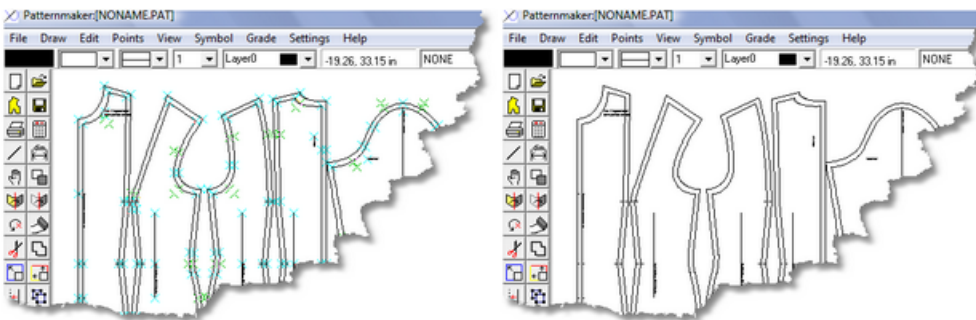 Patternmaker:[NONAME.PAT]
File Draw Edit Points View Symbol Grade Settings Help
1 Layer0 -19.26, 33.15 in NONE
Patternmaker:[NONAME.PAT]
File Draw Edit Points View Symbol Grade Settings Help
1 Layer0 -19.26, 33.15 in NONE